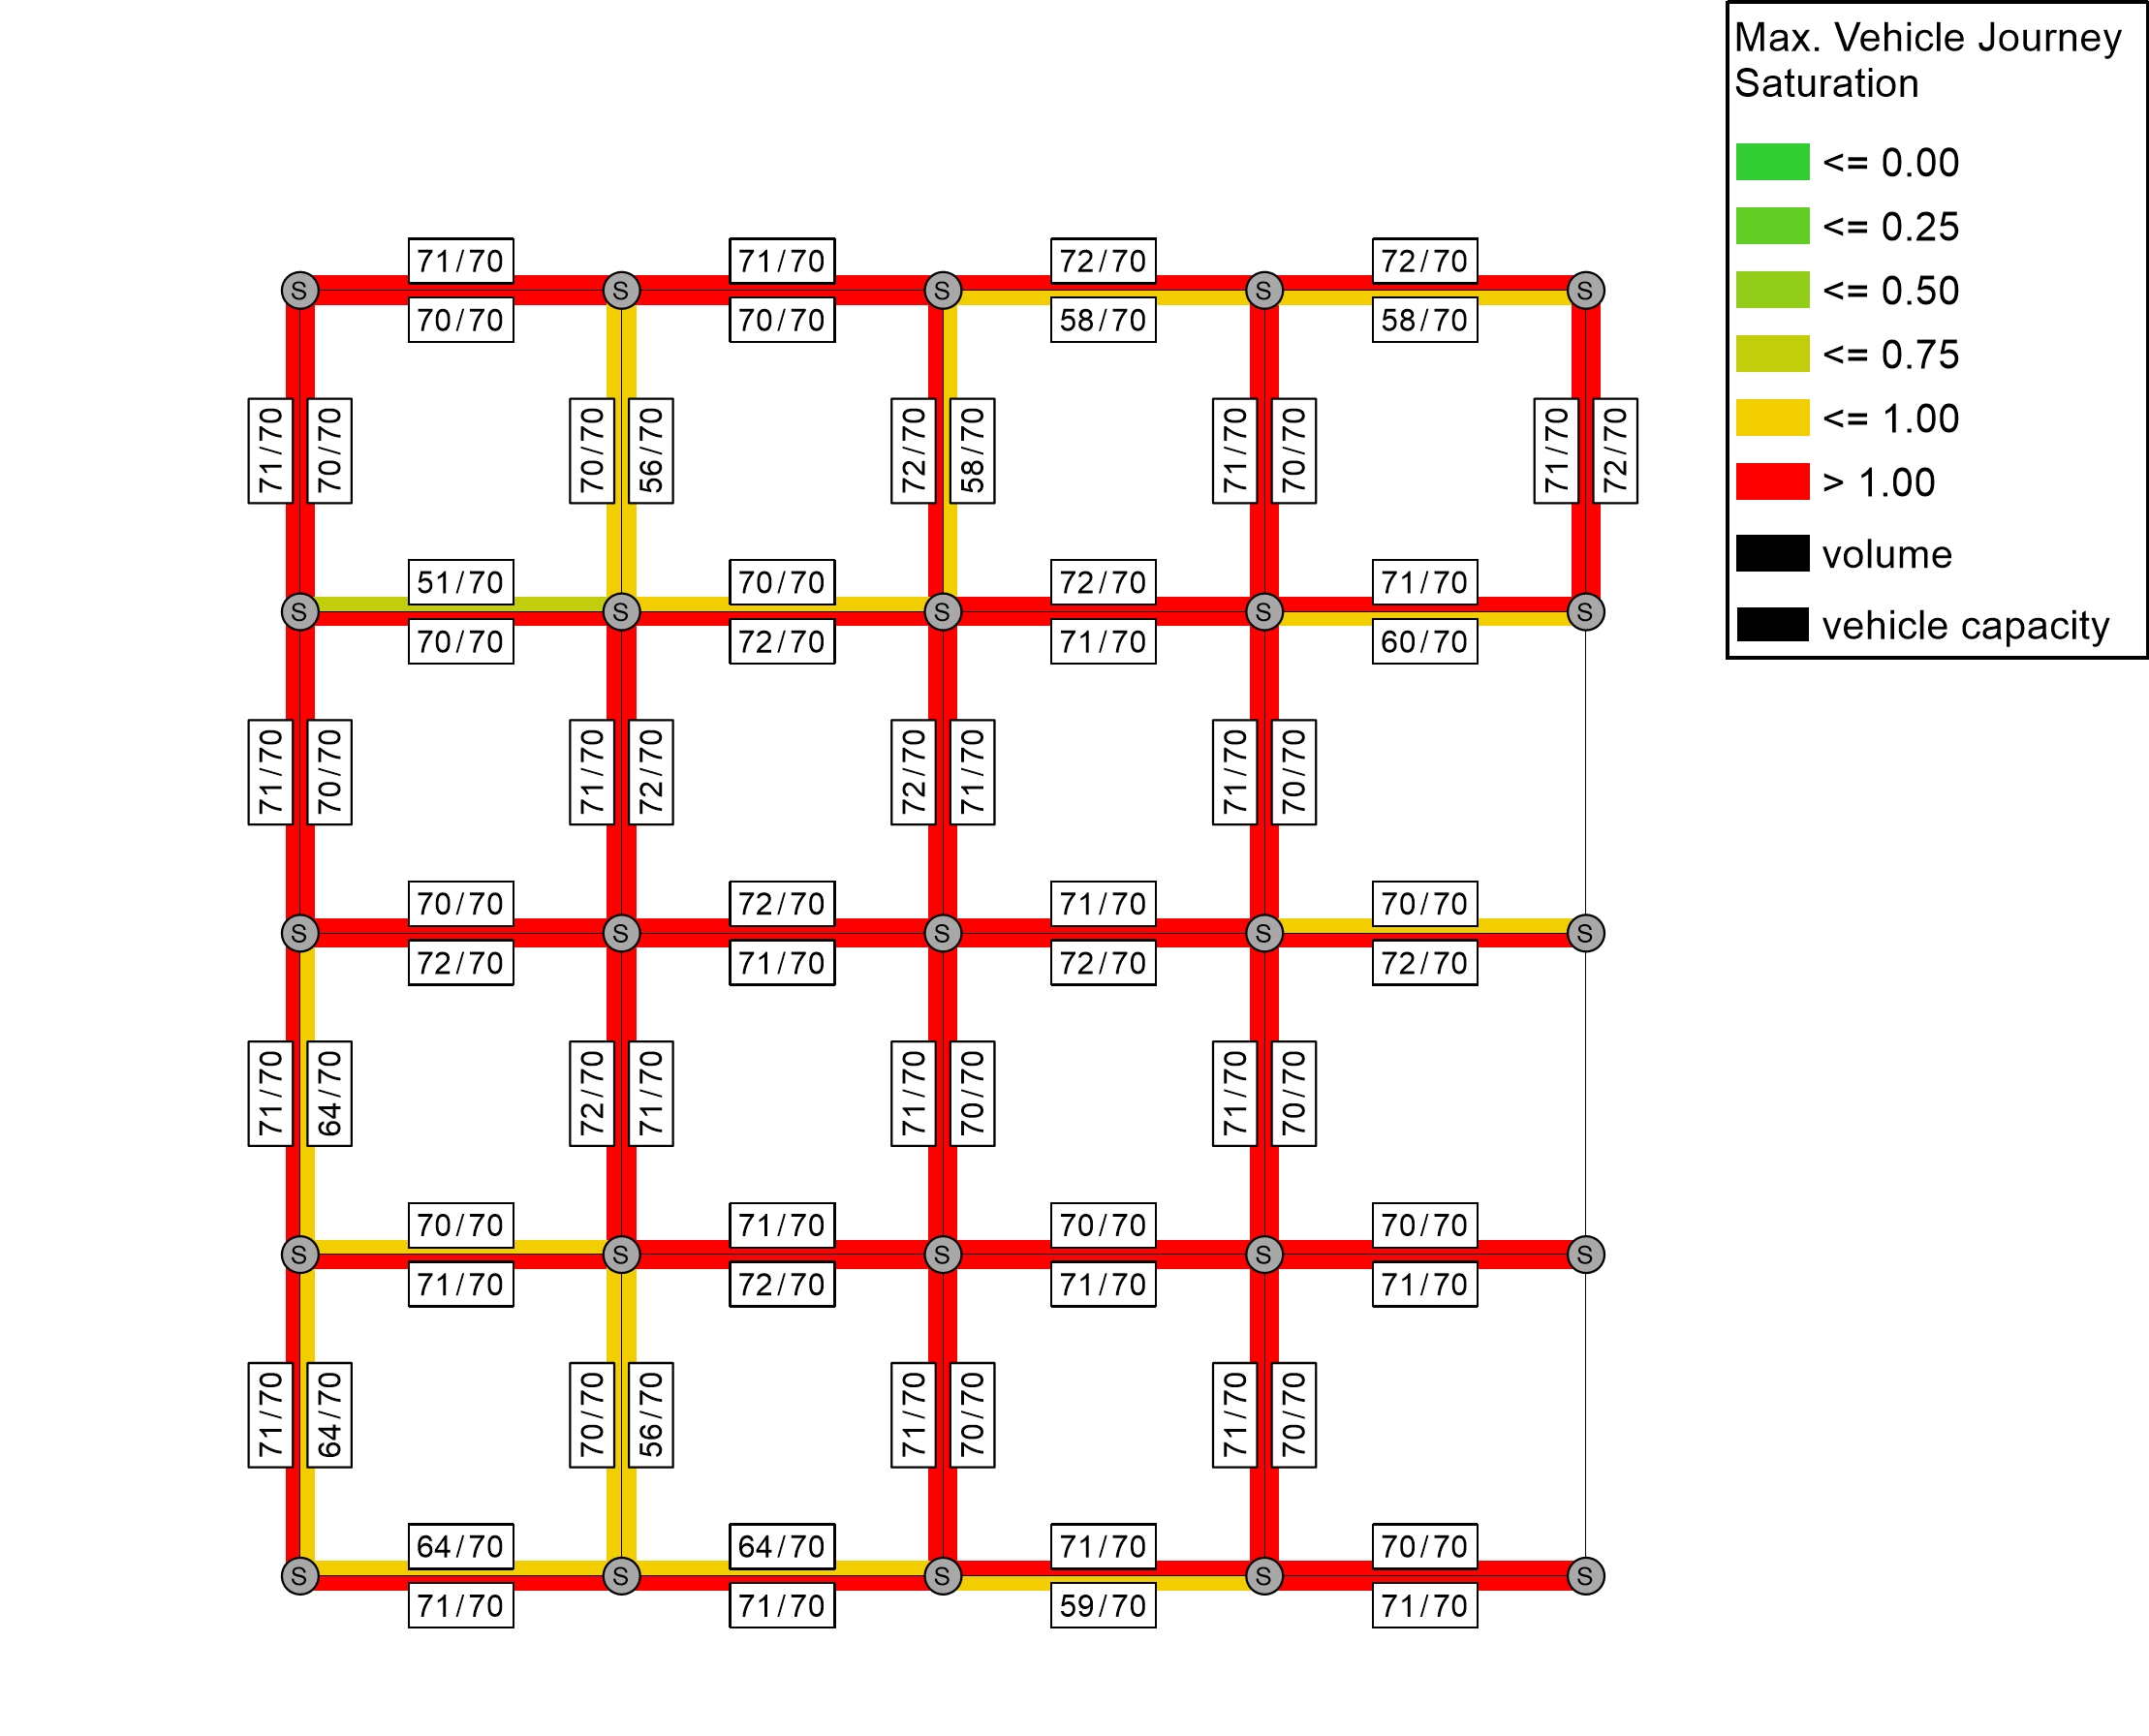 Max. Vehicle Journey
Saturation
<= 0.00
<= 0.25
<= 0.50
<= 0.75
<= 1.00
> 1.00
volume
vehicle capacity
71/70 71/70 72/70 72/70
S S S S S
70/70 70/70 58/70 58/70
71/70 70/70 70/70 56/70 72/70 58/70 71/70 70/70 71/70 72/70
51/70 70/70 72/70 71/70
S S S S S
70/70 72/70 71/70 60/70
71/70 70/70 71/70 72/70 72/70 71/70 71/70 70/70
70/70 72/70 71/70 70/70
S S S S S
72/70 71/70 72/70 72/70
71/70 64/70 72/70 71/70 71/70 70/70 71/70 70/70
70/70 71/70 70/70 70/70
S S S S S
71/70 72/70 71/70 71/70
71/70 64/70 70/70 56/70 71/70 70/70 71/70 70/70
64/70 64/70 71/70 70/70
S S S S S
71/70 71/70 59/70 71/70